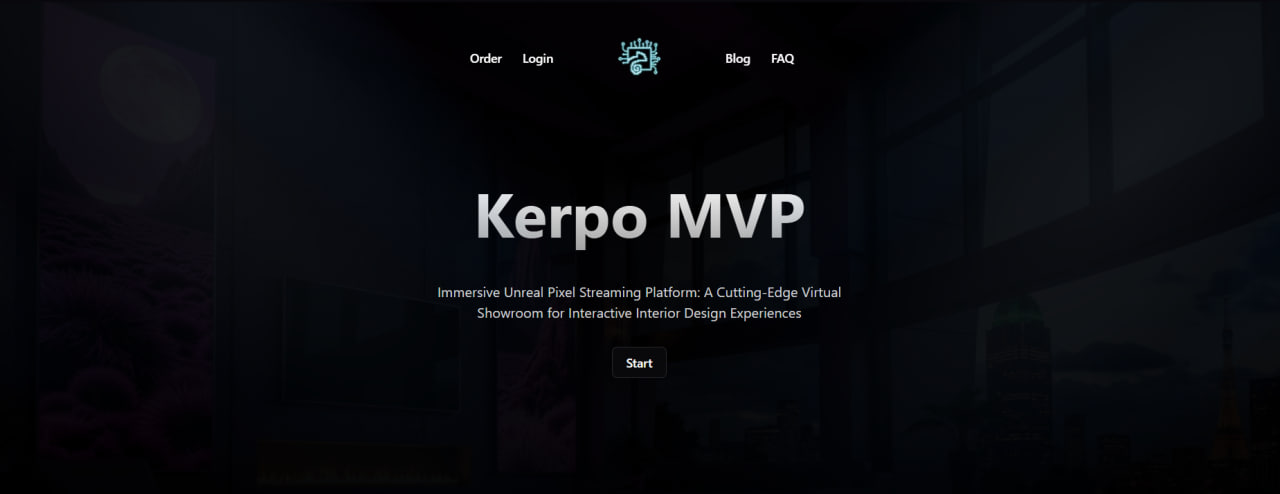 Order Login Blog FAQ
Kerpo MVP
Immersive Unreal Pixel Streaming Platform: A Cutting-Edge Virtual
Showroom for Interactive Interior Design Experiences
Start